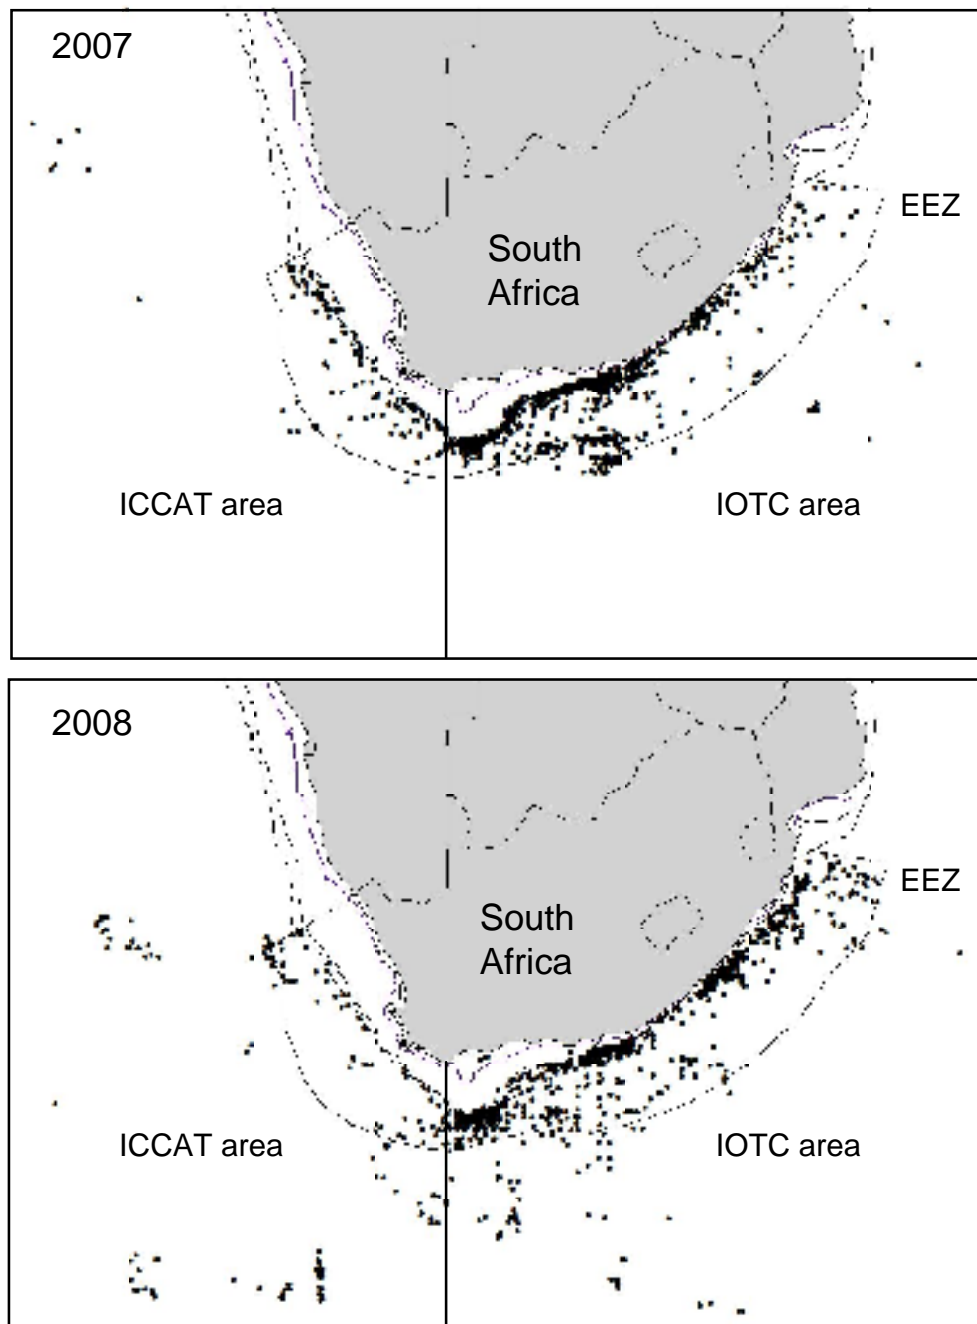 2007
EEZ
South
Africa
ICCAT area
IOTC area
2008
EEZ
South
Africa
ICCAT area
IOTC area